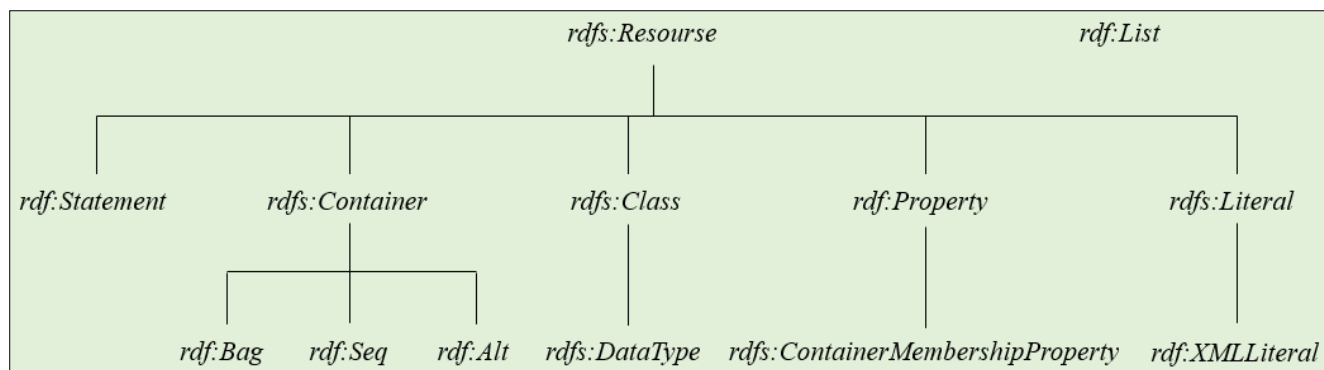 rdfs:Resourse rdf:List
rdf:Statement rdfs:Container rdfs:Class rdf:Property rdfs:Literal
rdf:Bag rdf:Seq rdf:Alt rdfs:DataType rdfs:ContainerMembershipProperty rdf:XMLLiteral